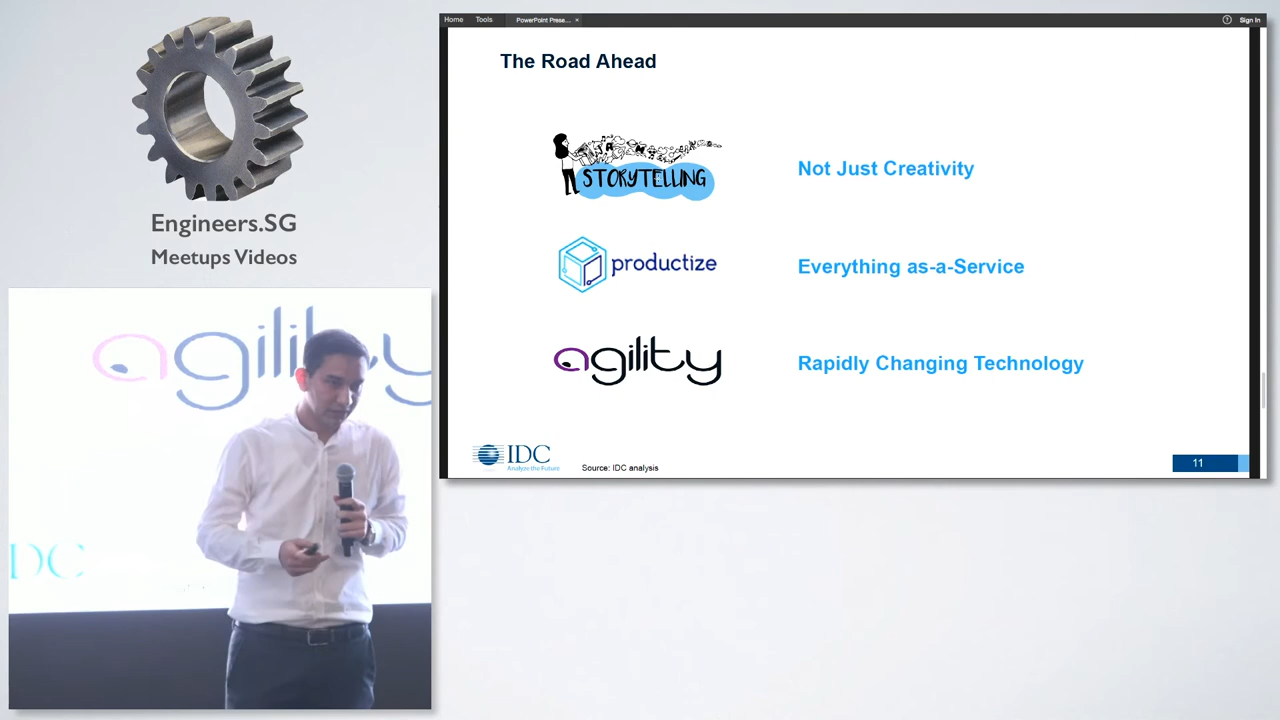 Engineers.SG
Meetups Videos
agility
IDC
Home Tools PowerPoint Prese... × ? Sign In
The Road Ahead
STORYTELLING
Not Just Creativity
productize
Everything as-a-Service
agility
Rapidly Changing Technology
IDC
Analyze the Future
Source: IDC analysis
11